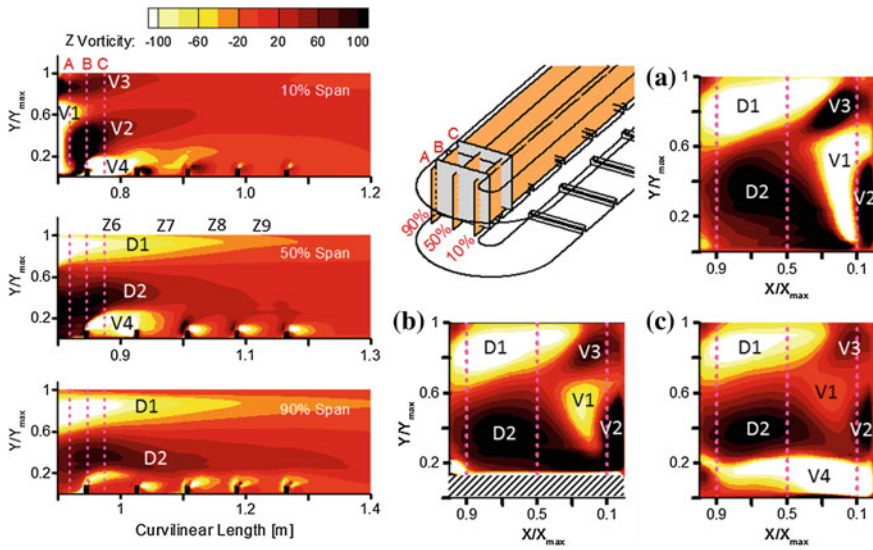 Z Vorticity: -100 -60 -20 20 60 100
A B C
V3
10% Span
V1
V2
V4
Y/Ymax
1
0.6
0.2
0.8 1 1.2
Z6 Z7 Z8 Z9
D1
50% Span
D2
V4
Y/Ymax
1
0.6
0.2
0.9 1.1 1.3
D1
90% Span
D2
Y/Ymax
1
0.6
0.2
1 1.2 1.4
Curvilinear Length [m]
A B C
90%
50%
10%
(a)
D1
V3
V1
D2
V2
Y/Ymax
1
0.6
0.2
0.9 0.5 0.1
X/Xmax
(b)
D1
V3
V1
D2
V2
Y/Ymax
1
0.6
0.2
0.9 0.5 0.1
X/Xmax
(c)
D1
V3
V1
D2
V2
V4
Y/Ymax
1
0.6
0.2
0.9 0.5 0.1
X/Xmax